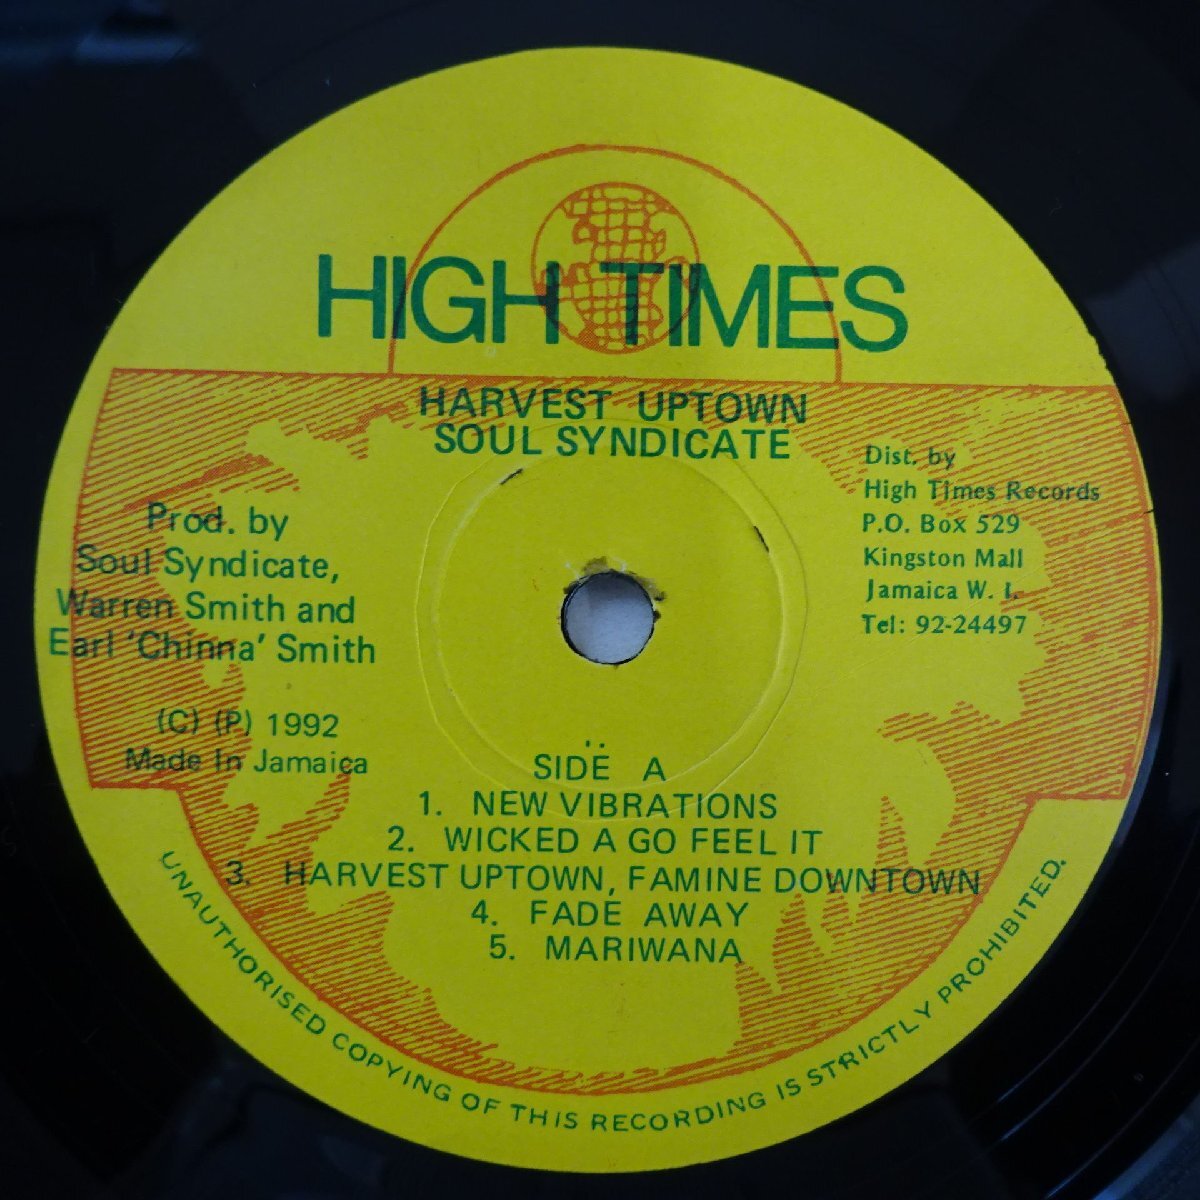 HIGH TIMES
HARVEST UPTOWN
SOUL SYNDICATE
Prod. by
Soul Syndicate,
Warren Smith and
Earl 'Chinna' Smith
(C) (P) 1992
Made In Jamaica
Dist. by
High Times Records
P.O. Box 529
Kingston Mall
Jamaica W. I.
Tel: 92-24497
SIDE A
1. NEW VIBRATIONS
2. WICKED A GO FEEL IT
3. HARVEST UPTOWN, FAMINE DOWNTOWN
4. FADE AWAY
5. MARIWANA
UNAUTHORISED COPYING OF THIS RECORDING IS STRICTLY PROHIBITED.